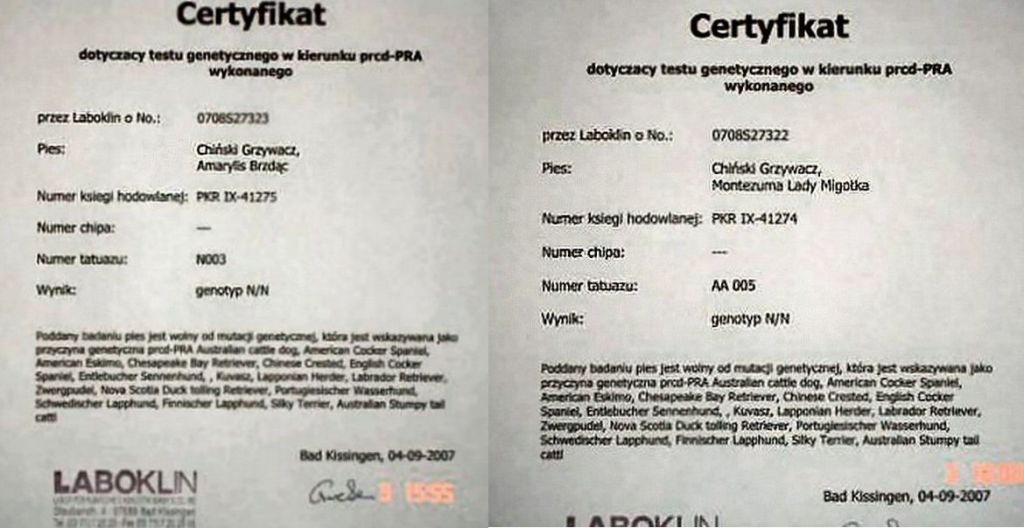 Certyfikat
dotyczacy testu genetycznego w kierunku prcd-PRA
wykonanego
przez Laboklin o No.: 0708S27323
Pies: Chiński Grzywacz,
Amarylis Brzdąc
Numer ksiegi hodowlanej: PKR IX-41275
Numer chipa: ---
Numer tatuazu: N003
Wynik: genotyp N/N
Poddany badaniu pies jest wolny od mutacji genetycznej, która jest wskazywana jako
przyczyna genetyczna prcd-PRA Australian cattle dog, American Cocker Spaniel,
American Eskimo, Chesapeake Bay Retriever, Chinese Crested, English Cocker
Spaniel, Entlebucher Sennenhund, , Kuvasz, Lapponian Herder, Labrador Retriever,
Zwergpudel, Nova Scotia Duck tolling Retriever, Portugiesischer Wasserhund,
Schwedischer Lapphund, Finnischer Lapphund, Silky Terrier, Australian Stumpy tail
cattl
Bad Kissingen, 04-09-2007
LABOKLIN
3 15:55
Certyfikat
dotyczacy testu genetycznego w kierunku prcd-PRA
wykonanego
przez Laboklin o No.: 0708S27322
Pies: Chiński Grzywacz,
Montezuma Lady Migotka
Numer ksiegi hodowlanej: PKR IX-41274
Numer chipa: ---
Numer tatuazu: AA 005
Wynik: genotyp N/N
Poddany badaniu pies jest wolny od mutacji genetycznej, która jest wskazywana jako
przyczyna genetyczna prcd-PRA Australian cattle dog, American Cocker Spaniel,
American Eskimo, Chesapeake Bay Retriever, Chinese Crested, English Cocker
Spaniel, Entlebucher Sennenhund, , Kuvasz, Lapponian Herder, Labrador Retriever,
Zwergpudel, Nova Scotia Duck tolling Retriever, Portugiesischer Wasserhund,
Schwedischer Lapphund, Finnischer Lapphund, Silky Terrier, Australian Stumpy tail
cattl
Bad Kissingen, 04-09-2007
LABOKLIN